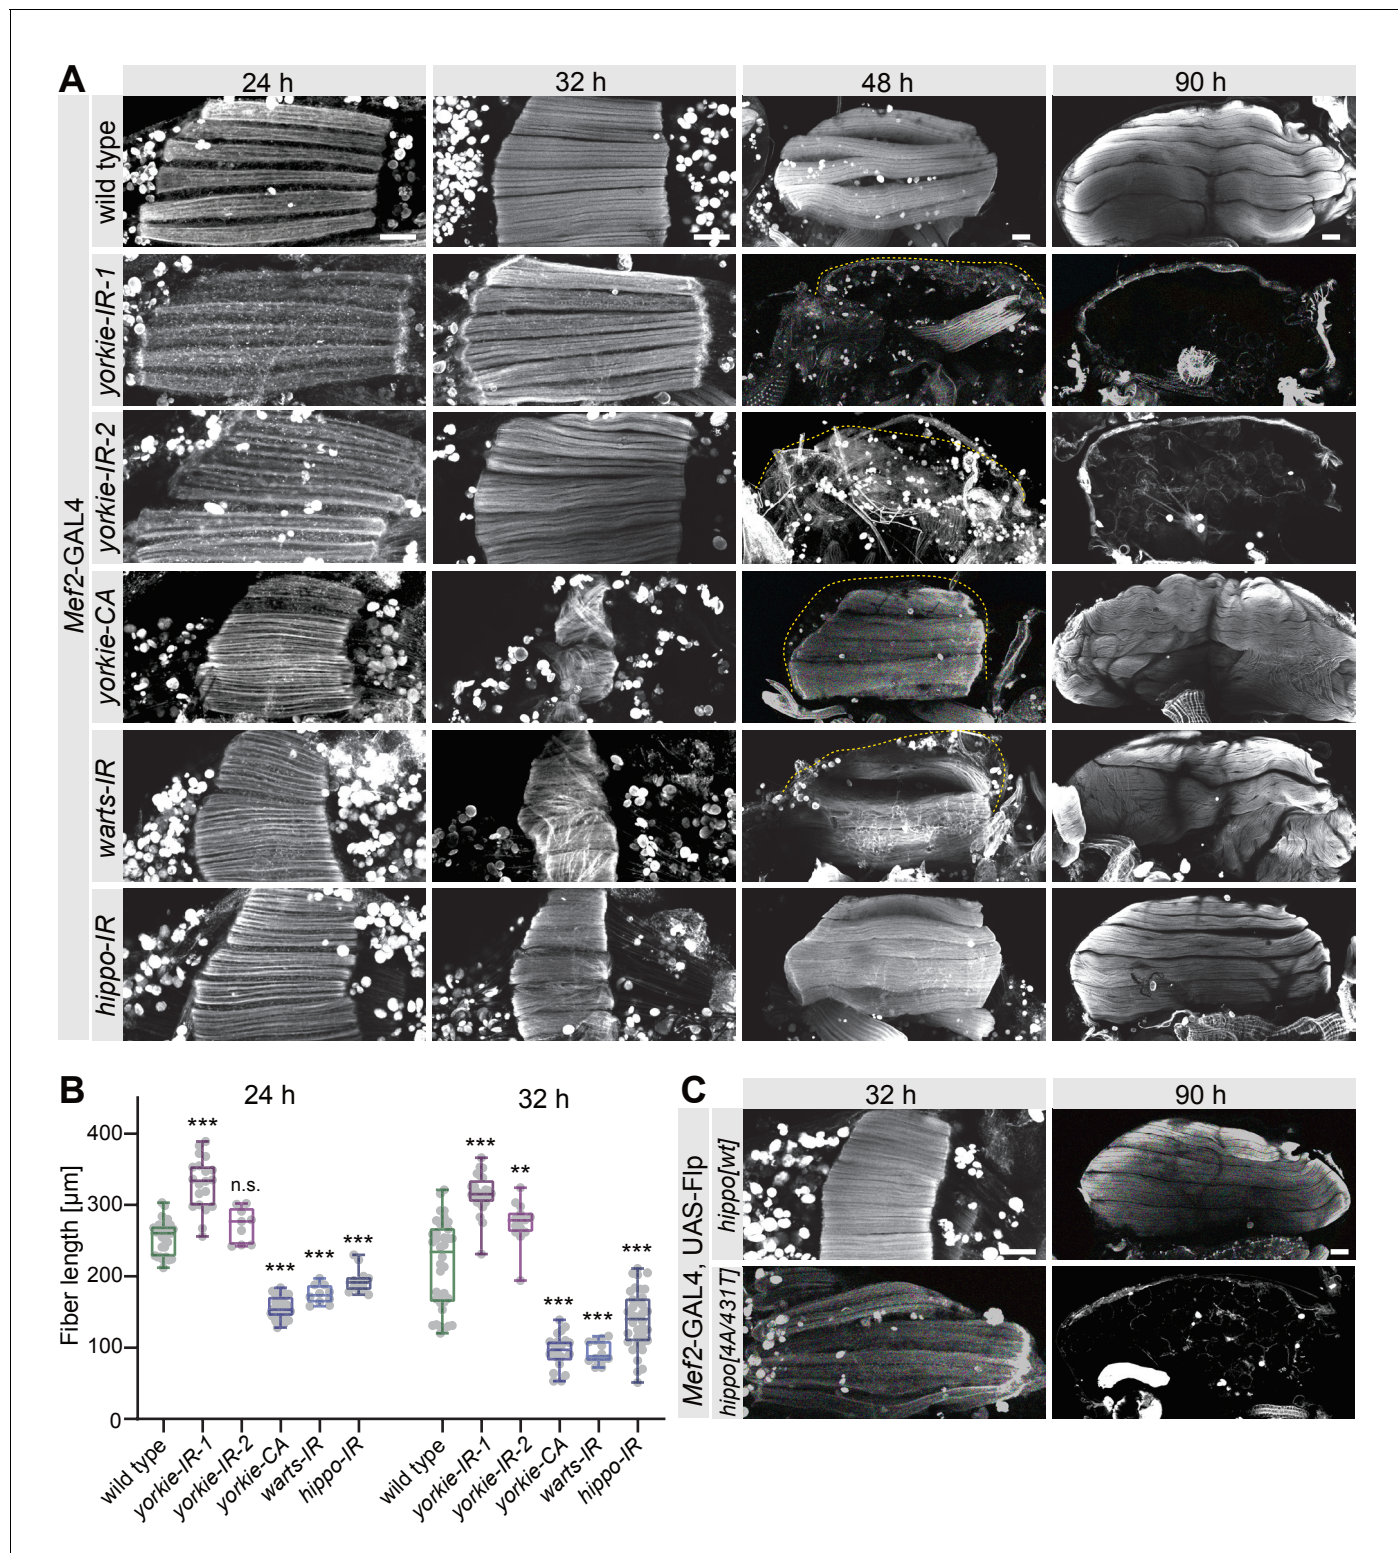 A
24 h
32 h
48 h
90 h
Mef2-GAL4
wild type
yorkie-IR-1
yorkie-IR-2
yorkie-CA
warts-IR
hippo-IR
B
24 h
32 h
Fiber length [µm]
400
300
200
100
0
***
n.s.
***
***
***
***
**
***
***
***
wild type
yorkie-IR-1
yorkie-IR-2
yorkie-CA
warts-IR
hippo-IR
wild type
yorkie-IR-1
yorkie-IR-2
yorkie-CA
warts-IR
hippo-IR
C
32 h
90 h
Mef2-GAL4, UAS-Flp
hippo[wt]
hippo[4A/431T]